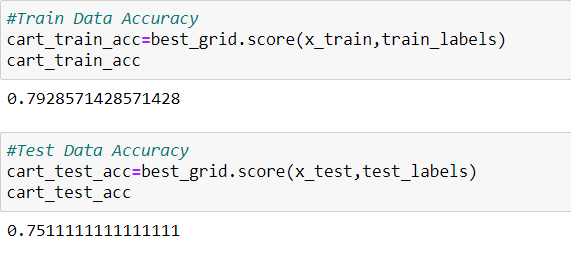 #Train Data Accuracy
cart_train_acc=best_grid.score(x_train,train_labels)
cart_train_acc
0.7928571428571428
#Test Data Accuracy
cart_test_acc=best_grid.score(x_test,test_labels)
cart_test_acc
0.7511111111111111